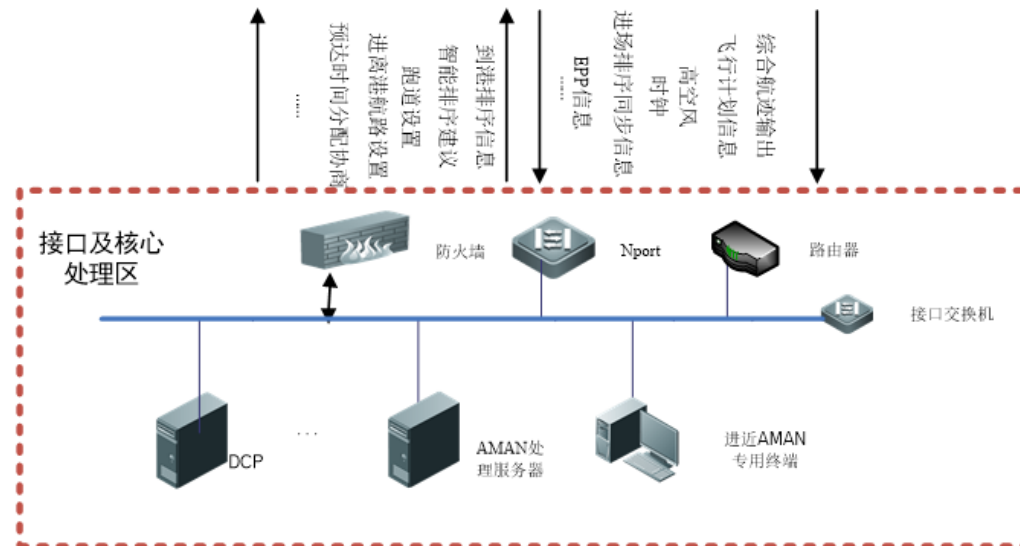 预达时间分配协商
进离港航路设置
跑道设置
智能排序建议
到港排序信息
……
EPP信息
……
进场排序同步信息
时钟
高空风
飞行计划信息
综合航迹输出
接口及核心
处理区
防火墙
Nport
路由器
接口交换机
DCP
...
AMAN处
理服务器
进近AMAN
专用终端